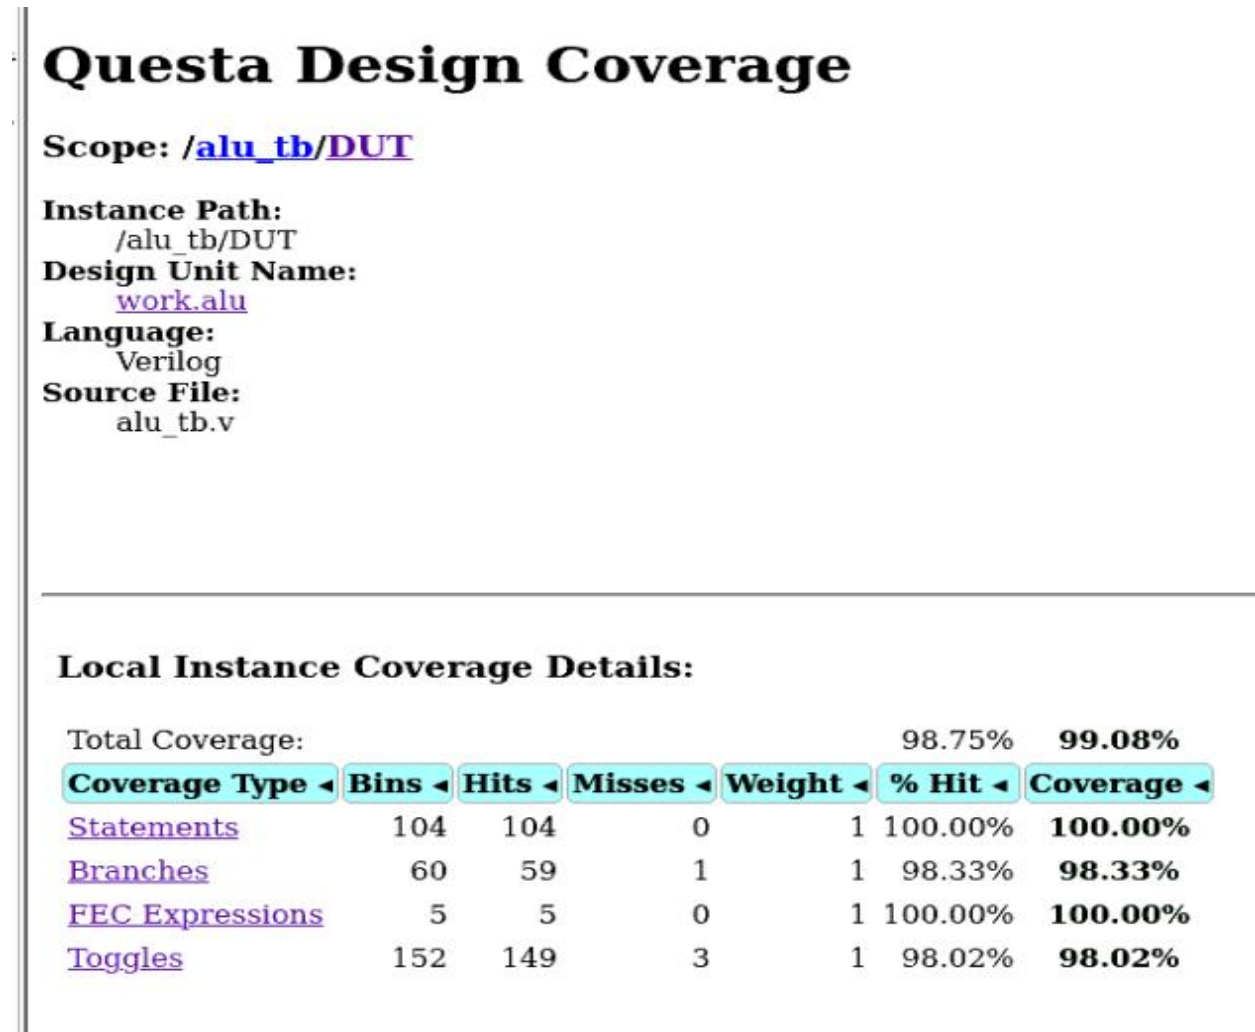 Questa Design Coverage
Scope: /alu_tb/DUT
Instance Path:
/alu_tb/DUT
Design Unit Name:
work.alu
Language:
Verilog
Source File:
alu_tb.v
Local Instance Coverage Details:
Total Coverage: 98.75% 99.08%
Coverage Type ◂ Bins ◂ Hits ◂ Misses ◂ Weight ◂ % Hit ◂ Coverage ◂
Statements 104 104 0 1 100.00% 100.00%
Branches 60 59 1 1 98.33% 98.33%
FEC Expressions 5 5 0 1 100.00% 100.00%
Toggles 152 149 3 1 98.02% 98.02%